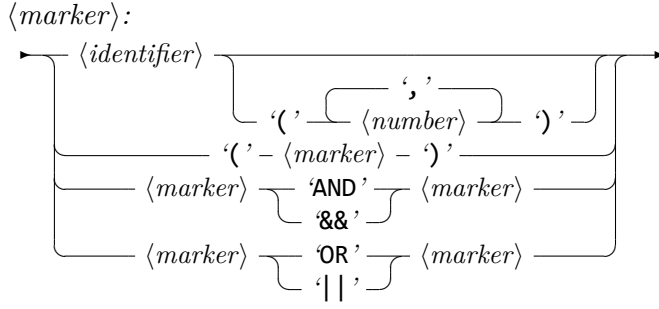 ⟨marker⟩:
⟨identifier⟩
‘,’
‘(’ ⟨number⟩ ‘)’
‘(’ ⟨marker⟩ ‘)’
⟨marker⟩ ‘AND’ ⟨marker⟩
‘&&’
⟨marker⟩ ‘OR’ ⟨marker⟩
‘||’